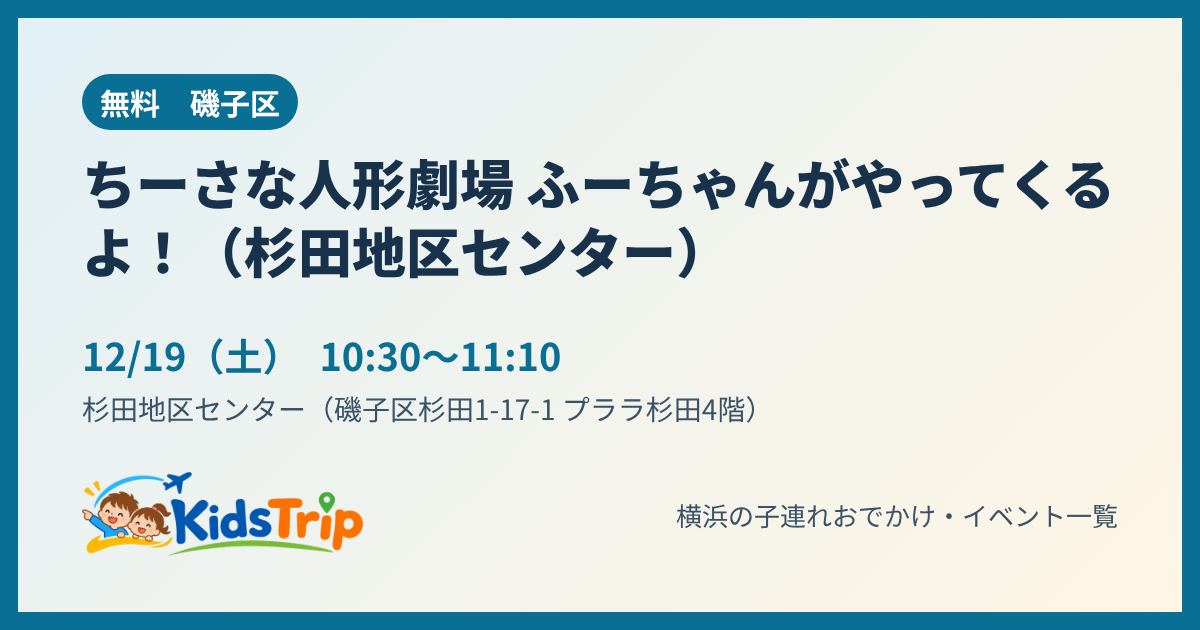 無料　磯子区
ちーさな人形劇場 ふーちゃんがやってくる
よ！（杉田地区センター）
12/19（土）　10:30〜11:10
杉田地区センター（磯子区杉田1-17-1 プララ杉田4階）
KidsTrip
横浜の子連れおでかけ・イベント一覧